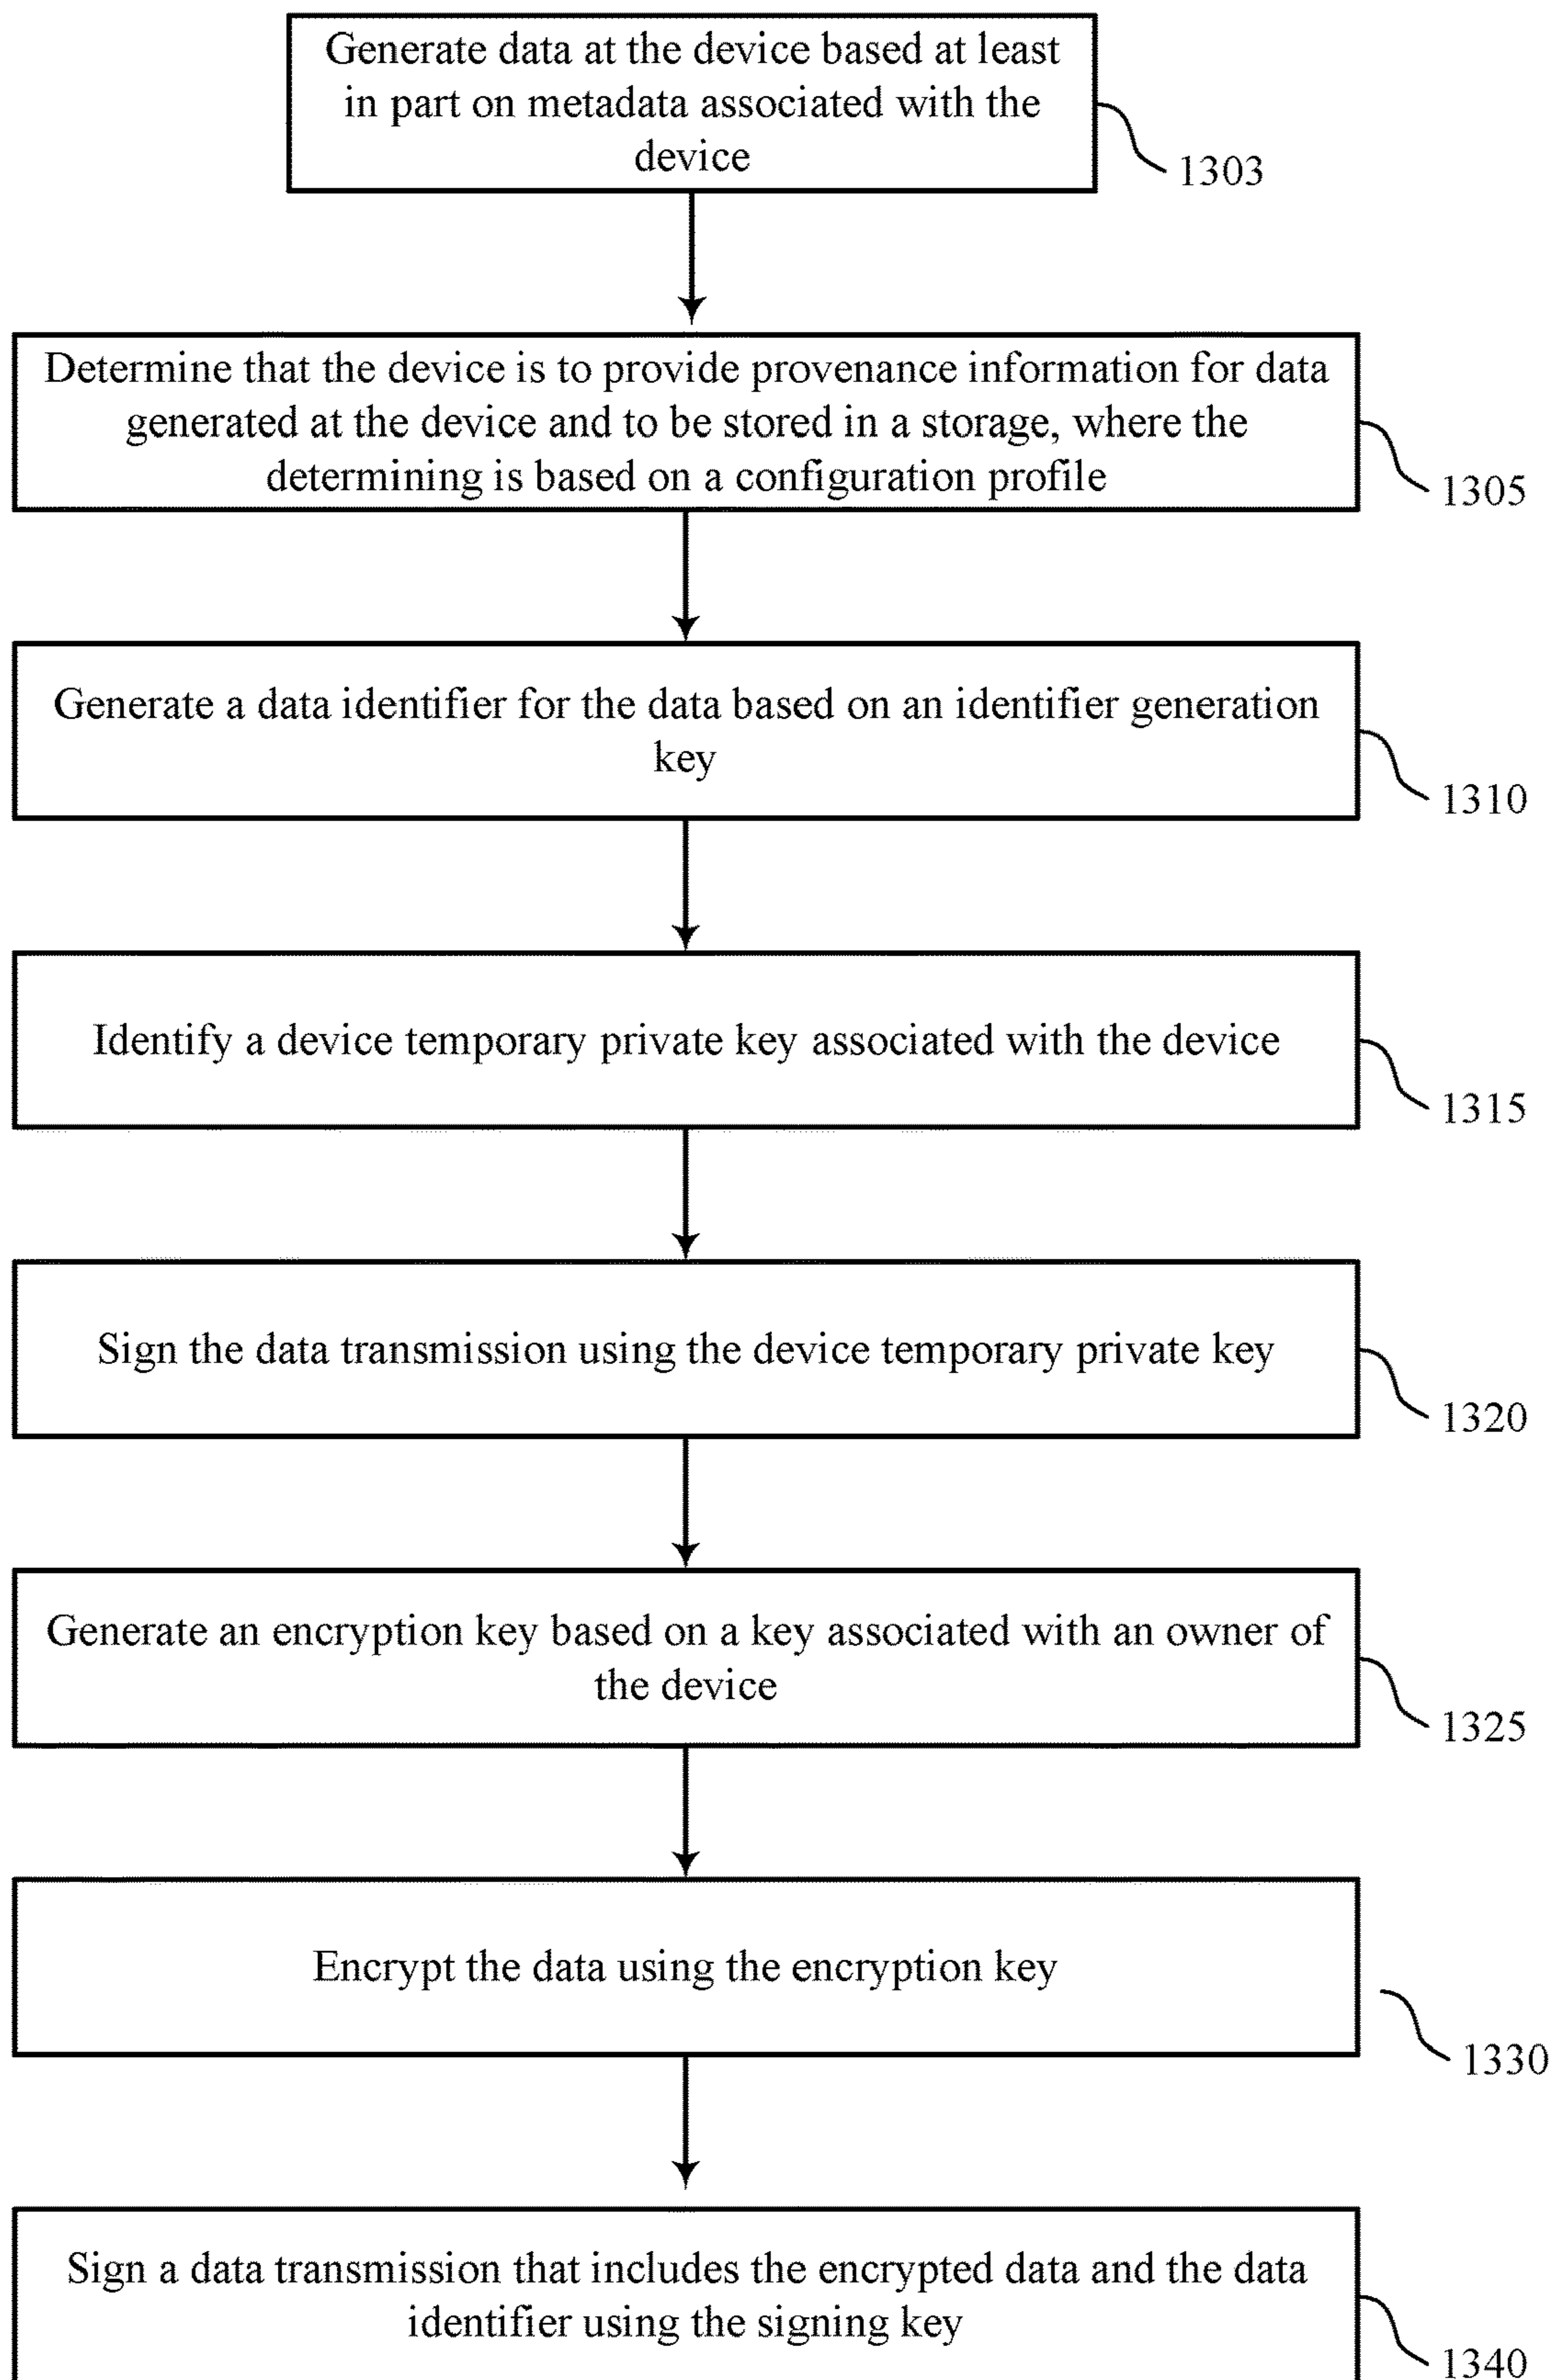 Generate data at the device based at least
in part on metadata associated with the
device
1303
Determine that the device is to provide provenance information for data
generated at the device and to be stored in a storage, where the
determining is based on a configuration profile
1305
Generate a data identifier for the data based on an identifier generation
key
1310
Identify a device temporary private key associated with the device
1315
Sign the data transmission using the device temporary private key
1320
Generate an encryption key based on a key associated with an owner of
the device
1325
Encrypt the data using the encryption key
1330
Sign a data transmission that includes the encrypted data and the data
identifier using the signing key
1340